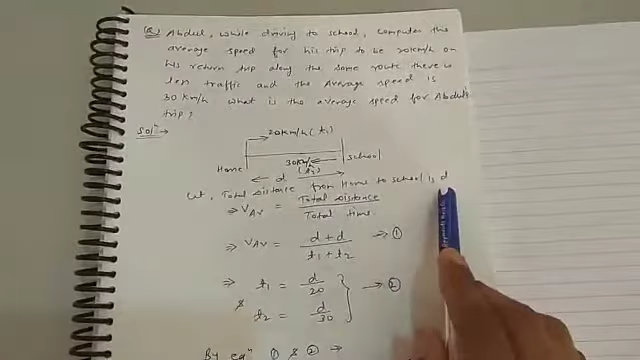 (Q) Abdul, while driving to school, computes the
average speed for his trip to be 20 km/h on
his return trip along the same route there is
less traffic and the Average speed is
30 Km/h what is the average speed for Abdul's
trip?
Solⁿ →
20Km/h (t₁)
30Km/h (t₂)
Home
School
← d →
Let, Total Distance from Home to School is d
⇒ VAV = Total Distance / Total time.
⇒ VAV = d + d / t₁ + t₂ → ①
⇒ t₁ = d/20
& t₂ = d/30 } → ②
By eqⁿ ① & ② →